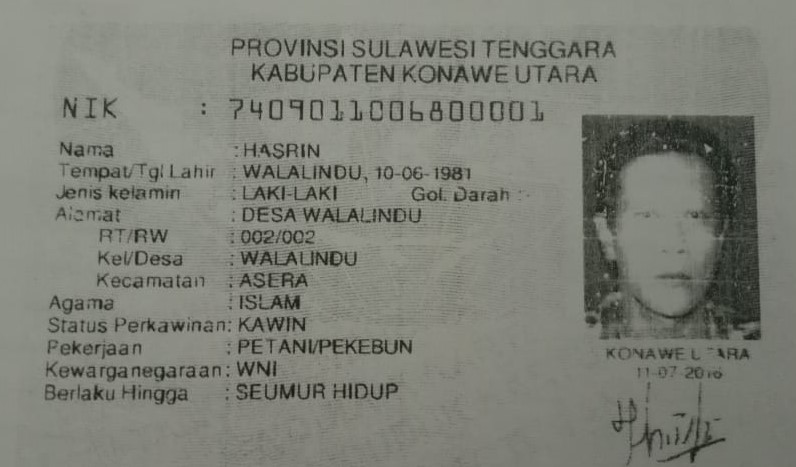 PROVINSI SULAWESI TENGGARA
KABUPATEN KONAWE UTARA
NIK : 7409011006800001
Nama : HASRIN
Tempat/Tgl Lahir : WALALINDU, 10-06-1981
Jenis kelamin : LAKI-LAKI Gol. Darah : -
Alamat : DESA WALALINDU
RT/RW : 002/002
Kel/Desa : WALALINDU
Kecamatan : ASERA
Agama : ISLAM
Status Perkawinan: KAWIN
Pekerjaan : PETANI/PEKEBUN
Kewarganegaraan: WNI
Berlaku Hingga : SEUMUR HIDUP
KONAWE UTARA
11-07-2016